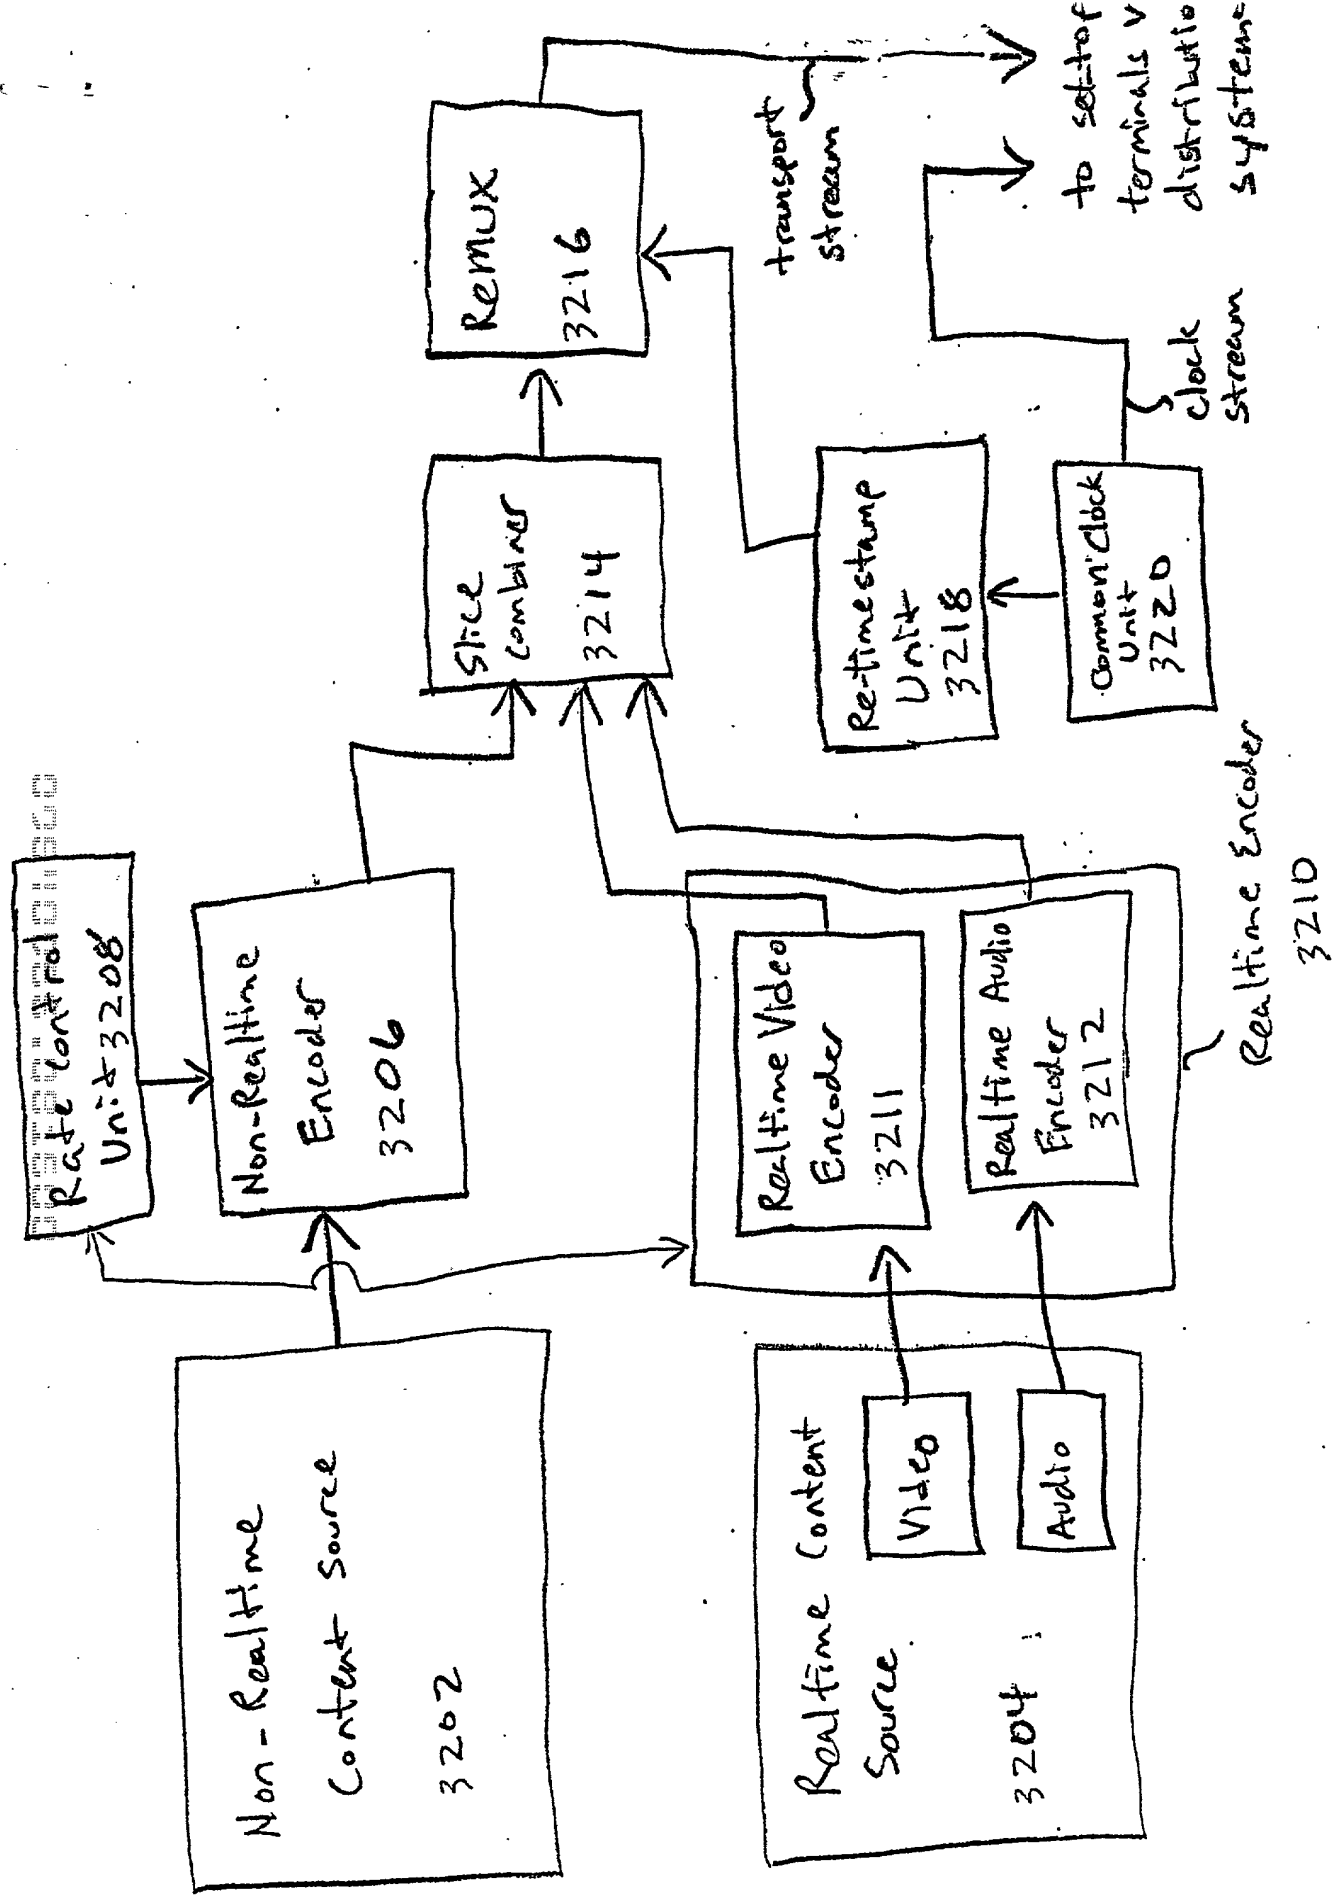 Rate Control
Unit 3208
Non-Realtime
Content Source
3202
Non-Realtime
Encoder
3206
Slice
Combiner
3214
ReMUX
3216
transport
stream
to set-top
terminals v
distributio
system
Realtime Content
Source
3204
Video
Audio
Realtime Video
Encoder
3211
Realtime Audio
Encoder
3212
Realtime Encoder
3210
Re-timestamp
Unit
3218
Common Clock
Unit
3220
clock
stream